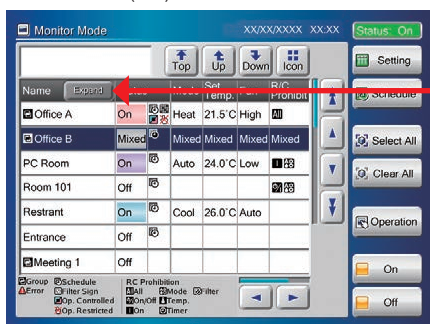 Monitor Mode XX/XX/XXXX XX:XX Status: On
Top Up Down Icon
Setting
Name Expand Mode Set Temp. R/C Prohibit
Schedule
Office A On Heat 21.5°C High All
Office B Mixed Mixed Mixed Mixed Mixed
Select All
PC Room On Auto 24.0°C Low
Clear All
Room 101 Off
Restrant On Cool 26.0°C Auto
Operation
Entrance Off
Meeting 1 Off
On
Group Schedule RC Prohibition
Error Filter Sign All Mode Filter
Op. Controlled On/Off Temp.
Op. Restricted On Timer
Off